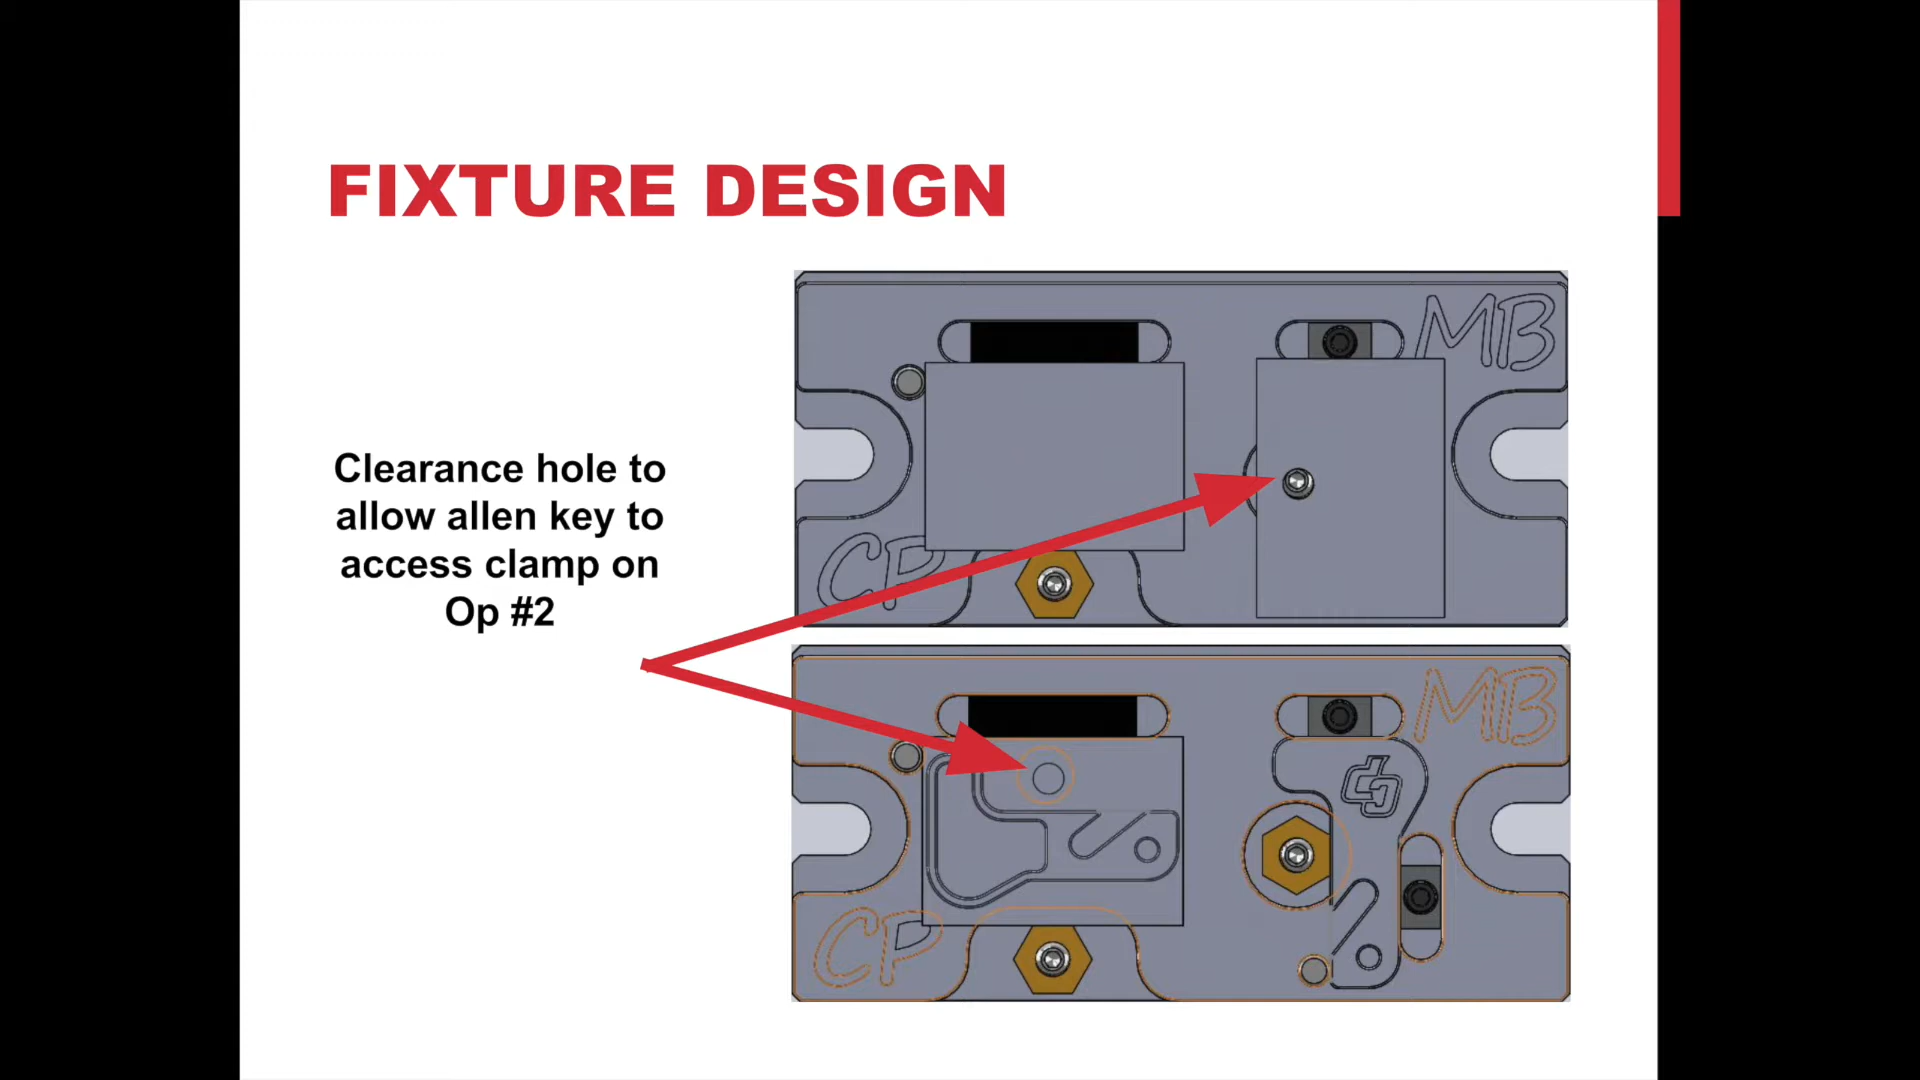 FIXTURE DESIGN
Clearance hole to
allow allen key to
access clamp on
Op #2
MB
CP
MB
CP